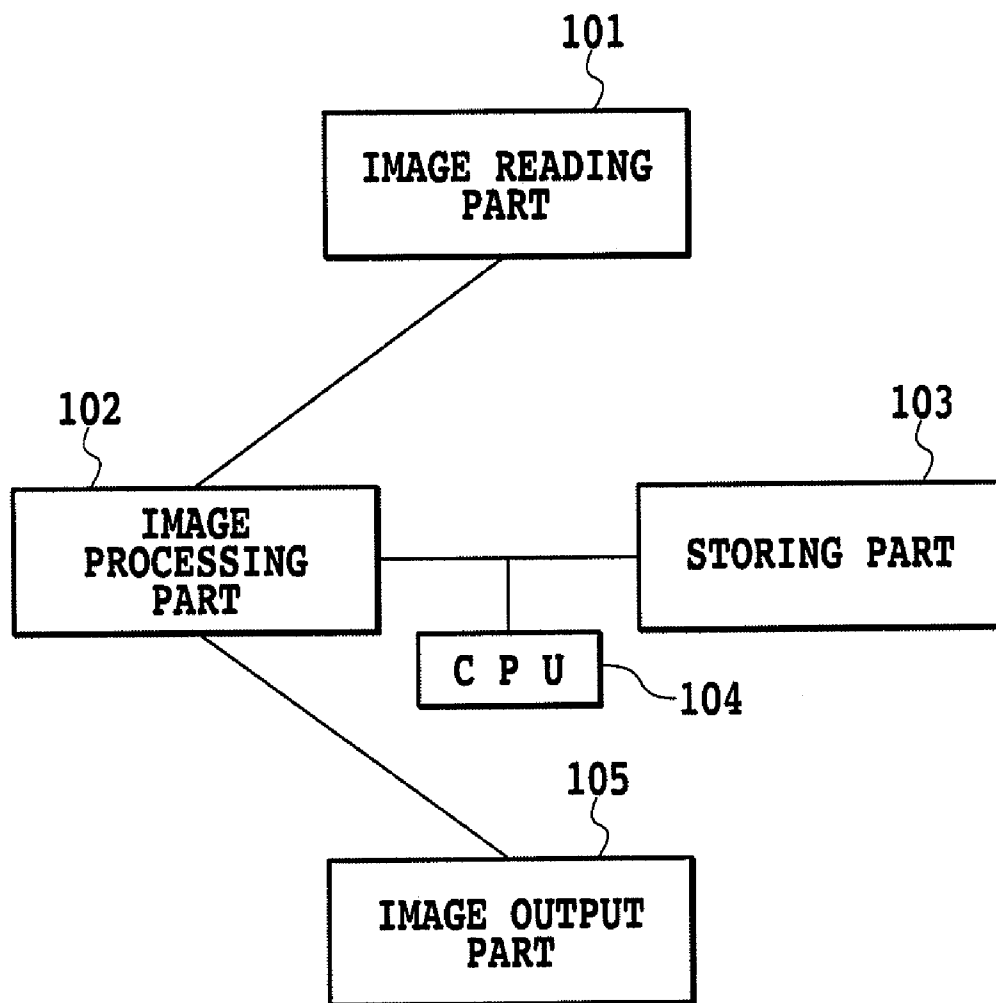 101
IMAGE READING
PART
102
IMAGE
PROCESSING
PART
103
STORING PART
C P U
104
105
IMAGE OUTPUT
PART